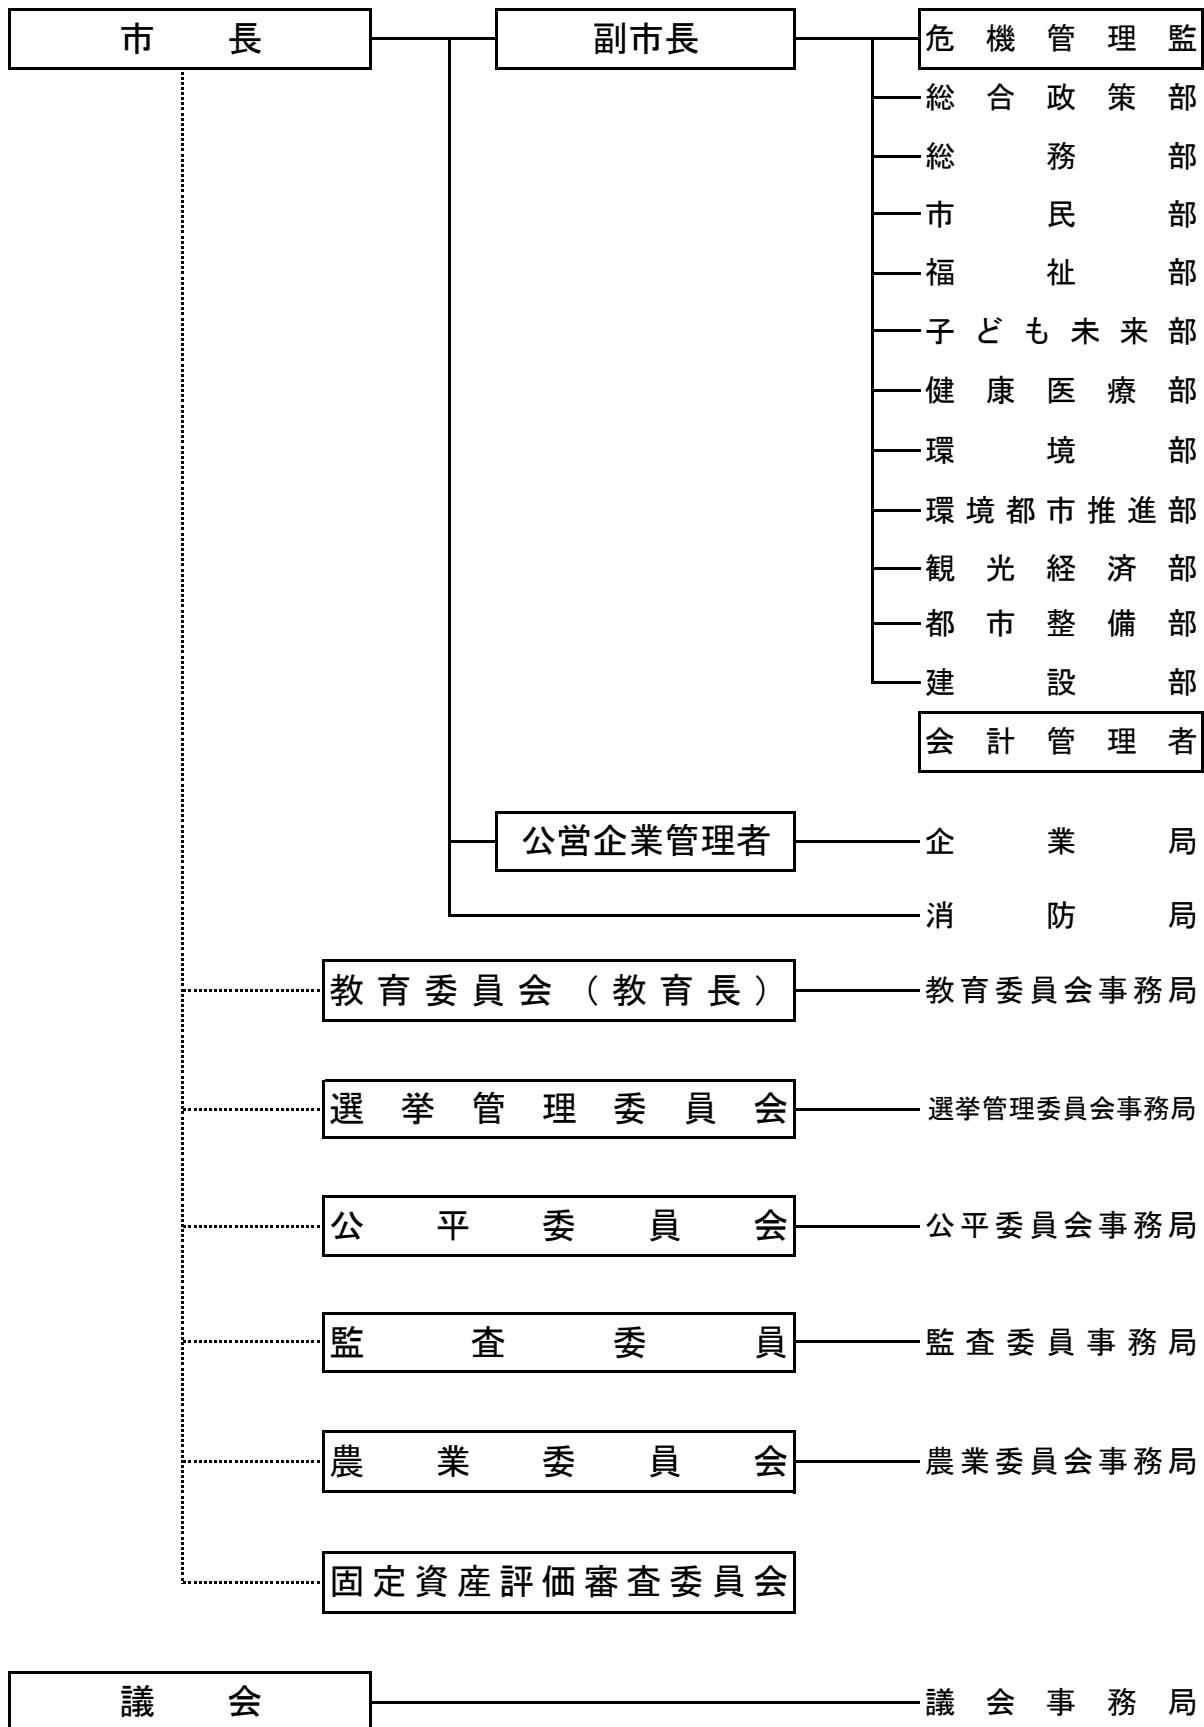 市長
副市長
危機管理監
総合政策部
総務部
市民部
福祉部
子ども未来部
健康医療部
環境部
環境都市推進部
観光経済部
都市整備部
建設部
会計管理者
公営企業管理者
企業局
消防局
教育委員会（教育長）
教育委員会事務局
選挙管理委員会
選挙管理委員会事務局
公平委員会
公平委員会事務局
監査委員
監査委員事務局
農業委員会
農業委員会事務局
固定資産評価審査委員会
議会
議会事務局